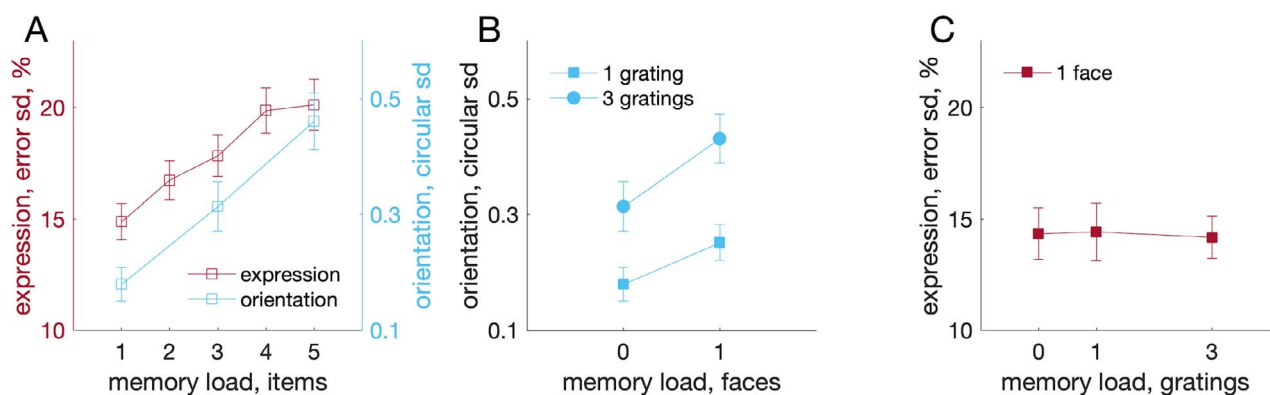 A
expression, error sd, %
20
15
10
0.5
0.3
0.1
orientation, circular sd
expression
orientation
1 2 3 4 5
memory load, items
B
orientation, circular sd
0.5
0.3
0.1
1 grating
3 gratings
0 1
memory load, faces
C
expression, error sd, %
20
15
10
1 face
0 1 3
memory load, gratings